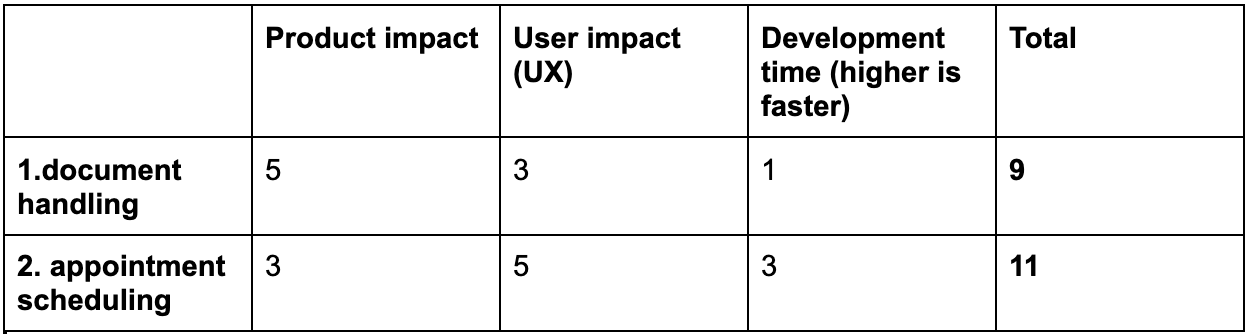 Product impact
User impact
(UX)
Development
time (higher is
faster)
Total
1.document
handling
5
3
1
9
2. appointment
scheduling
3
5
3
11